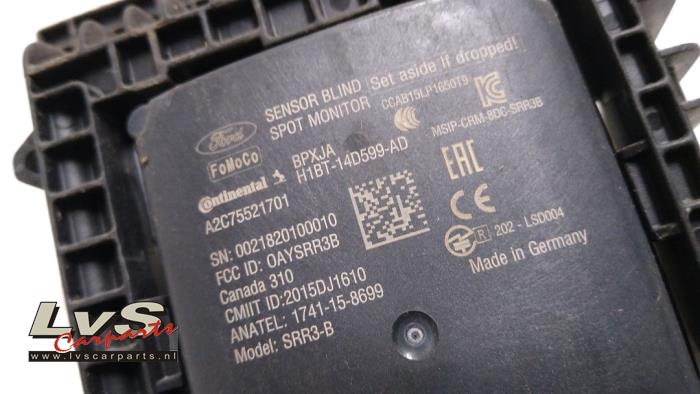 SENSOR BLIND
SPOT MONITOR
(Set aside if dropped!)
CCAB15LP1650T9
MSIP-CRM-BDC-SRR3B
Ford
FoMoCo
Continental
BPXJA
H1BT-14D599-AD
A2C75521701
SN: 0021820100010
FCC ID: OAYSRR3B
Canada 310
CMIIT ID:2015DJ1610
ANATEL: 1741-15-8699
Model: SRR3-B
EAC
CE
R 202 - LSD004
Made in Germany
LvS
Carparts
www.lvscarparts.nl